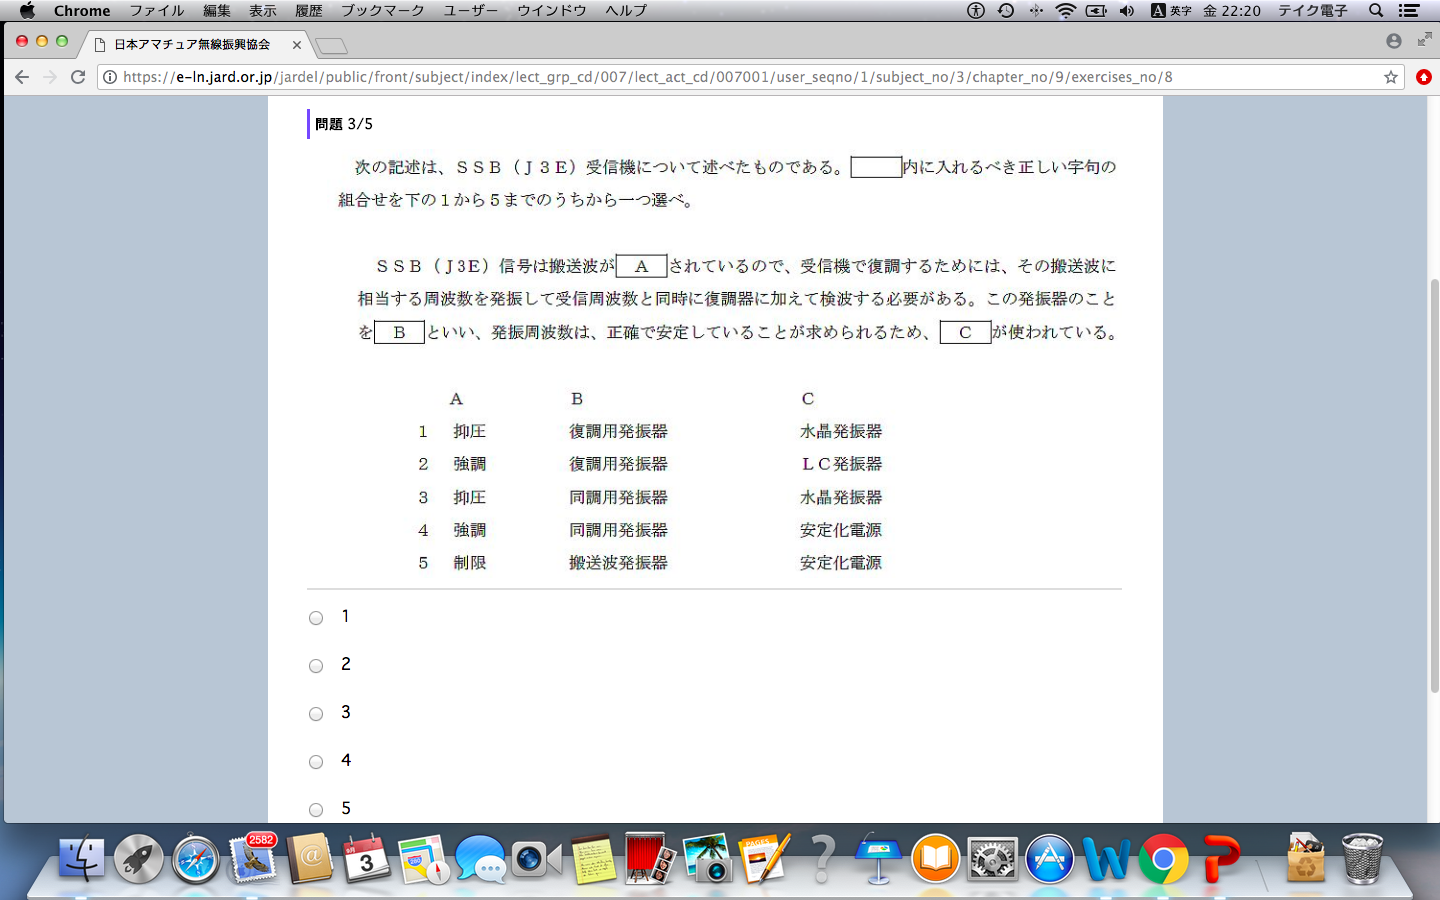 Chrome ファイル 編集 表示 履歴 ブックマーク ユーザー ウインドウ ヘルプ A 英字 金 22:20 テイク電子
日本アマチュア無線振興協会
https://e-ln.jard.or.jp/jardel/public/front/subject/index/lect_grp_cd/007/lect_act_cd/007001/user_seqno/1/subject_no/3/chapter_no/9/exercises_no/8
問題 3/5
次の記述は、SSB(J3E)受信機について述べたものである。 内に入れるべき正しい字句の
組合せを下の1から5までのうちから一つ選べ。
SSB(J3E)信号は搬送波が A されているので、受信機で復調するためには、その搬送波に
相当する周波数を発振して受信周波数と同時に復調器に加えて検波する必要がある。この発振器のこと
を B といい、発振周波数は、正確で安定していることが求められるため、 C が使われている。
A B C
1 抑圧 復調用発振器 水晶発振器
2 強調 復調用発振器 LC発振器
3 抑圧 同調用発振器 水晶発振器
4 強調 同調用発振器 安定化電源
5 制限 搬送波発振器 安定化電源
1
2
3
4
5
2582
3
280
PAGES